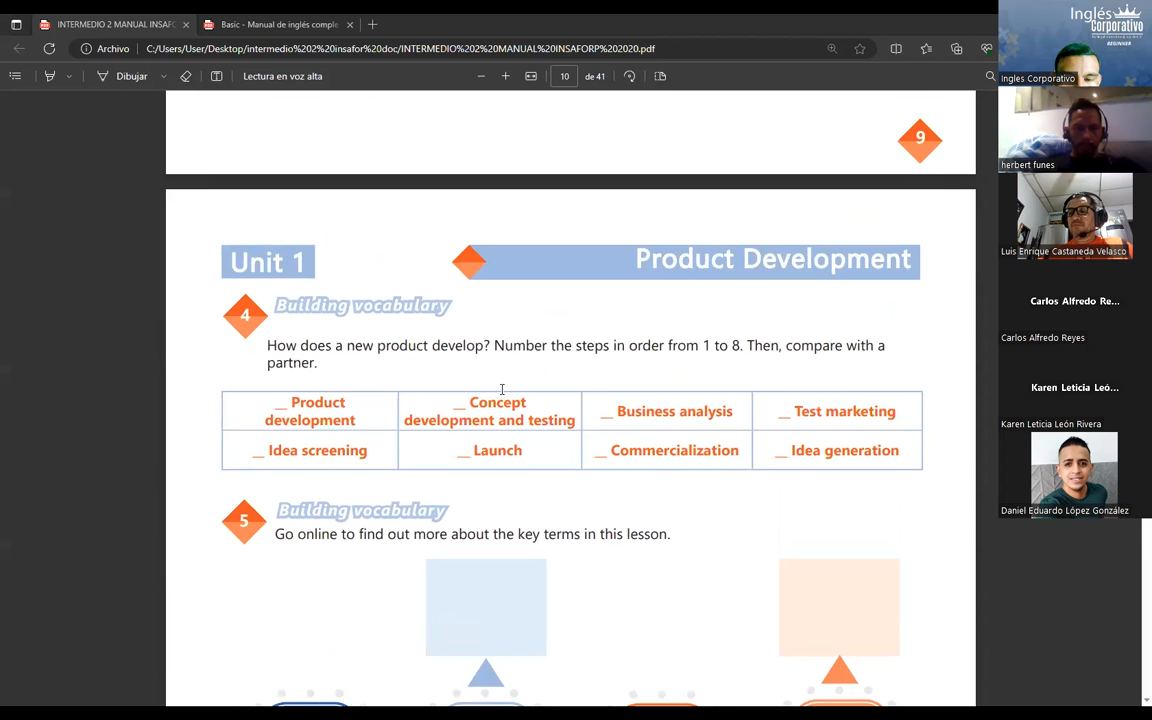 INTERMEDIO 2 MANUAL INSAFO
Basic - Manual de inglés comple
Archivo
C:/Users/User/Desktop/intermedio%202%20insafor%20doc/INTERMEDIO%202%20MANUAL%20INSAFORP%202020.pdf
Dibujar
Lectura en voz alta
10
de 41
9
Unit 1
Product Development
4
Building vocabulary
How does a new product develop? Number the steps in order from 1 to 8. Then, compare with a
partner.
__ Product
development
__ Concept
development and testing
__ Business analysis
__ Test marketing
__ Idea screening
__ Launch
__ Commercialization
__ Idea generation
5
Building vocabulary
Go online to find out more about the key terms in this lesson.
Inglés
Corporativo
BEGINNER
Ingles Corporativo
herbert funes
Luis Enrique Castaneda Velasco
Carlos Alfredo Re...
Carlos Alfredo Reyes
Karen Leticia Leó...
Karen Leticia León Rivera
Daniel Eduardo López González